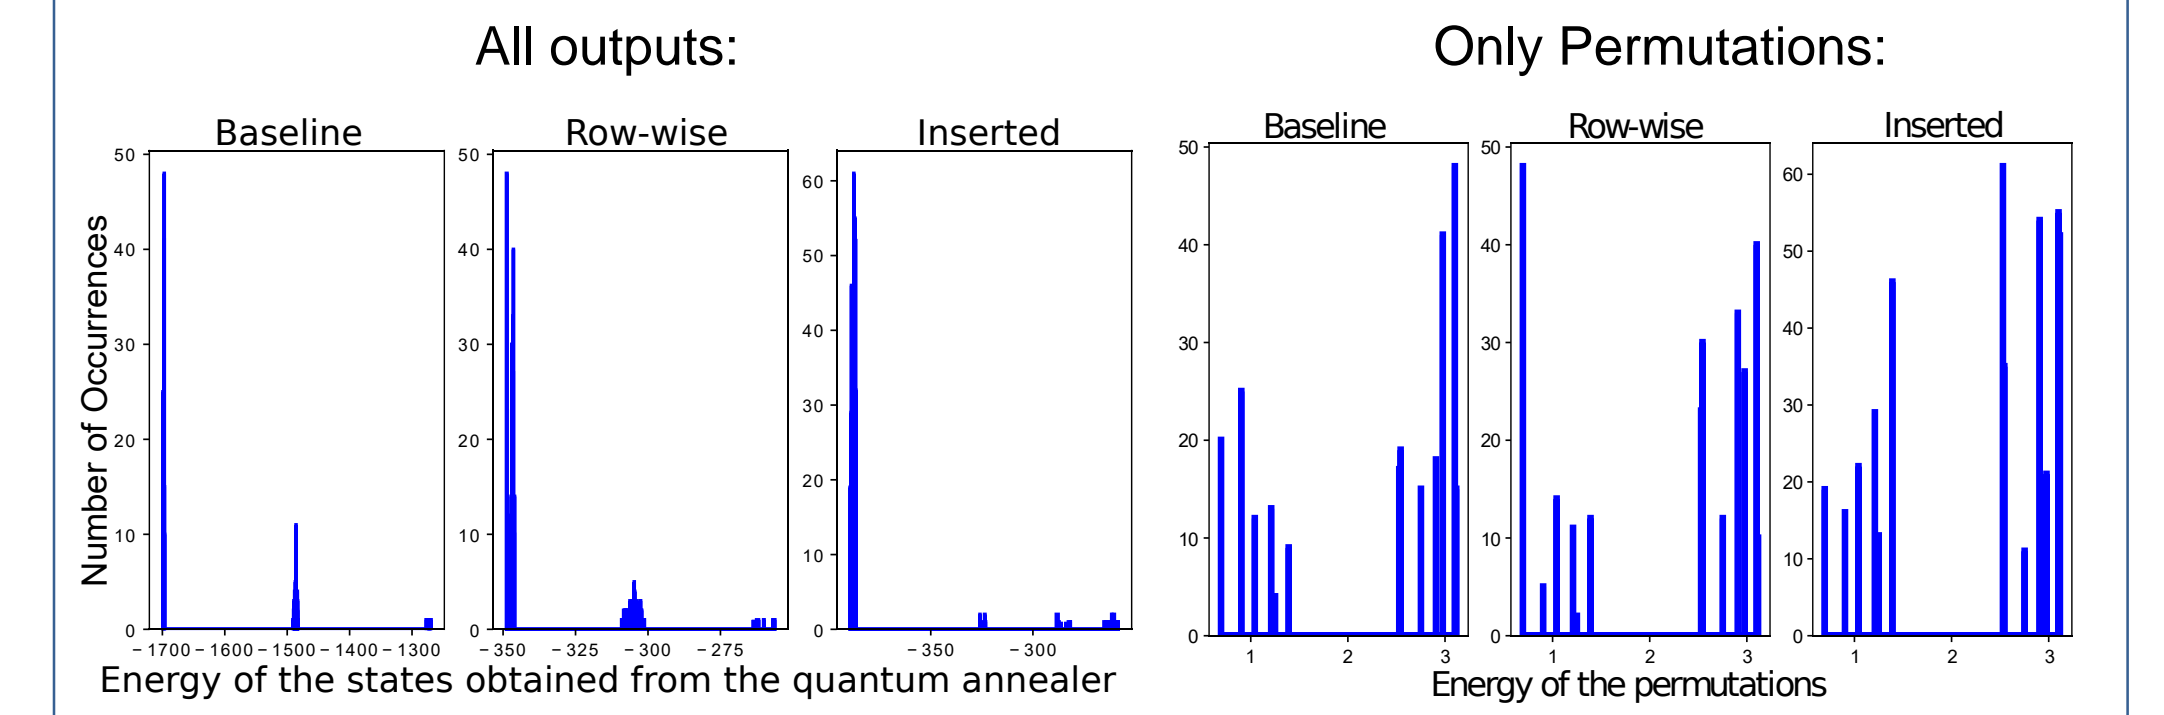 All outputs:
Only Permutations:
Baseline
Row-wise
Inserted
Baseline
Row-wise
Inserted
Number of Occurrences
50
40
30
20
10
0
−1700 −1600 −1500 −1400 −1300
50
40
30
20
10
0
−350 −325 −300 −275
60
50
40
30
20
10
0
−350 −300
Energy of the states obtained from the quantum annealer
50
40
30
20
10
0
1 2 3
50
40
30
20
10
0
1 2 3
60
50
40
30
20
10
0
1 2 3
Energy of the permutations